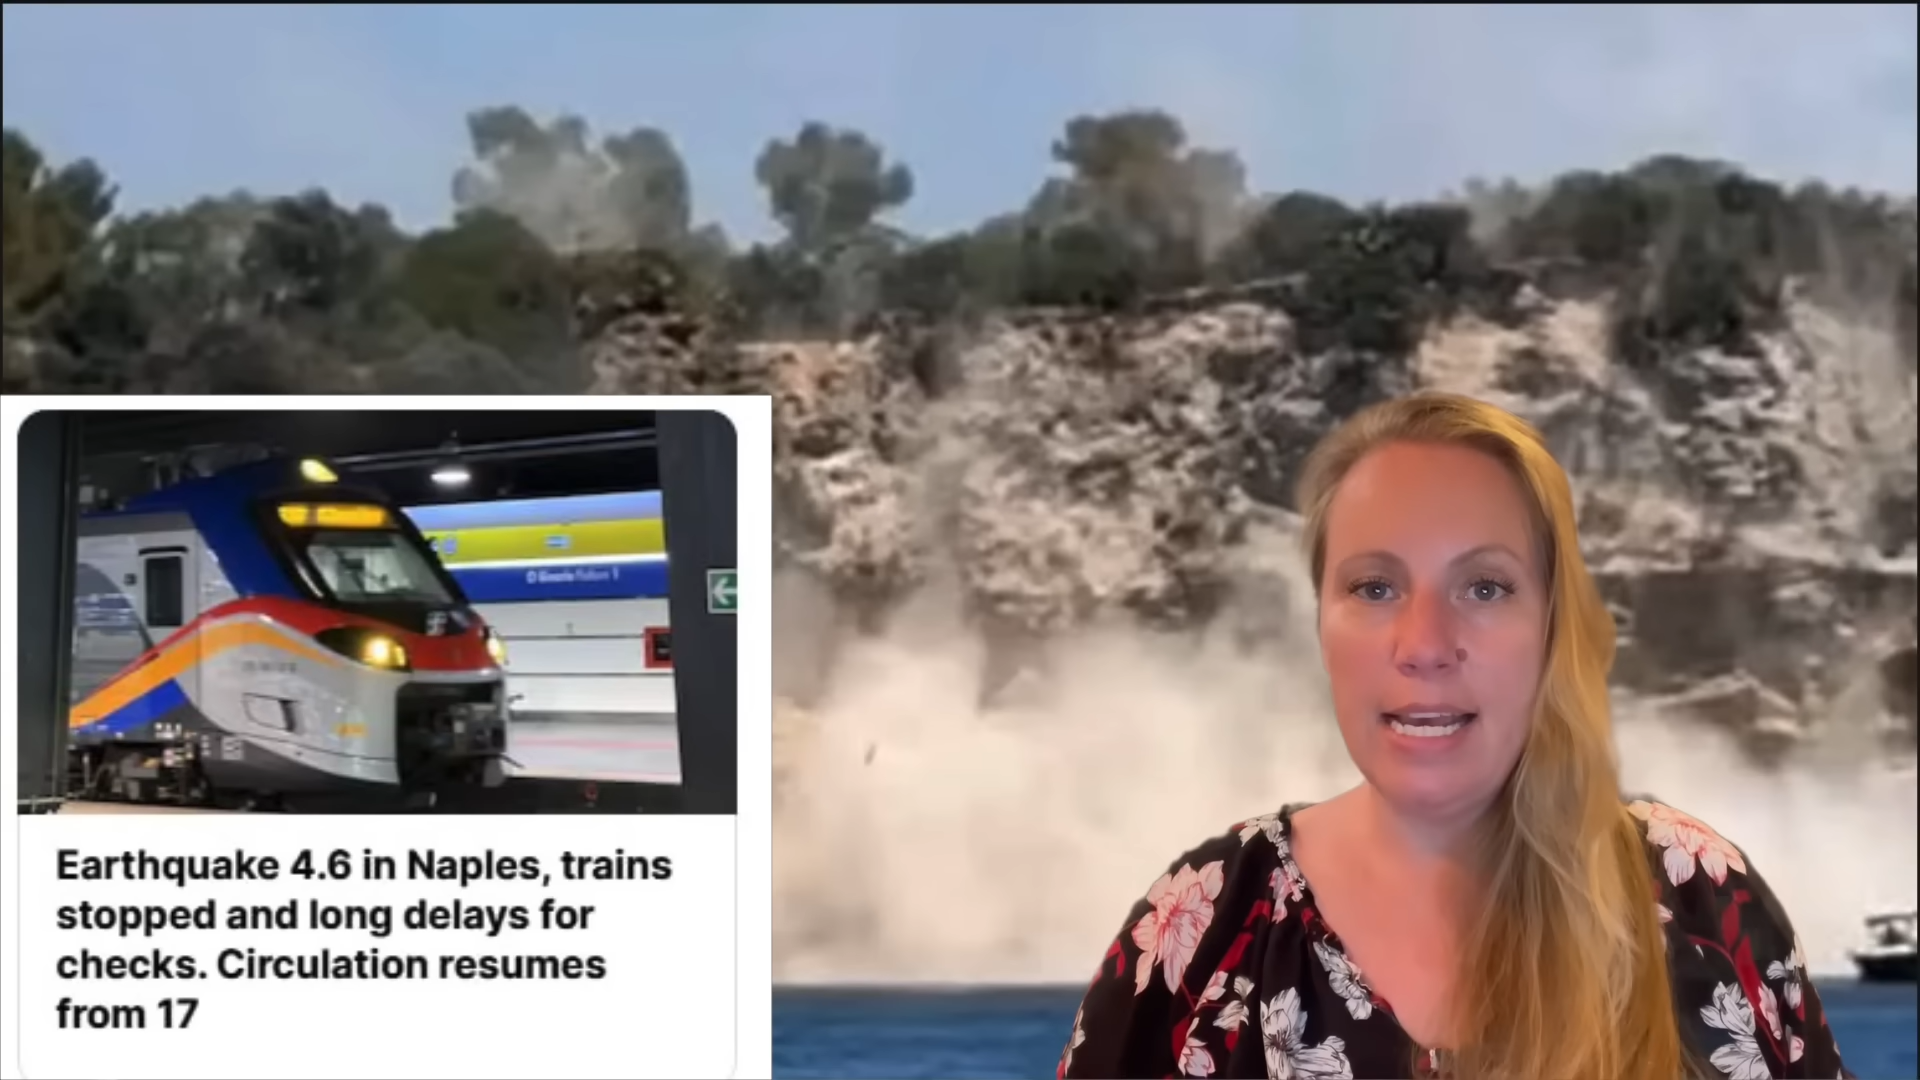 Earthquake 4.6 in Naples, trains
stopped and long delays for
checks. Circulation resumes
from 17